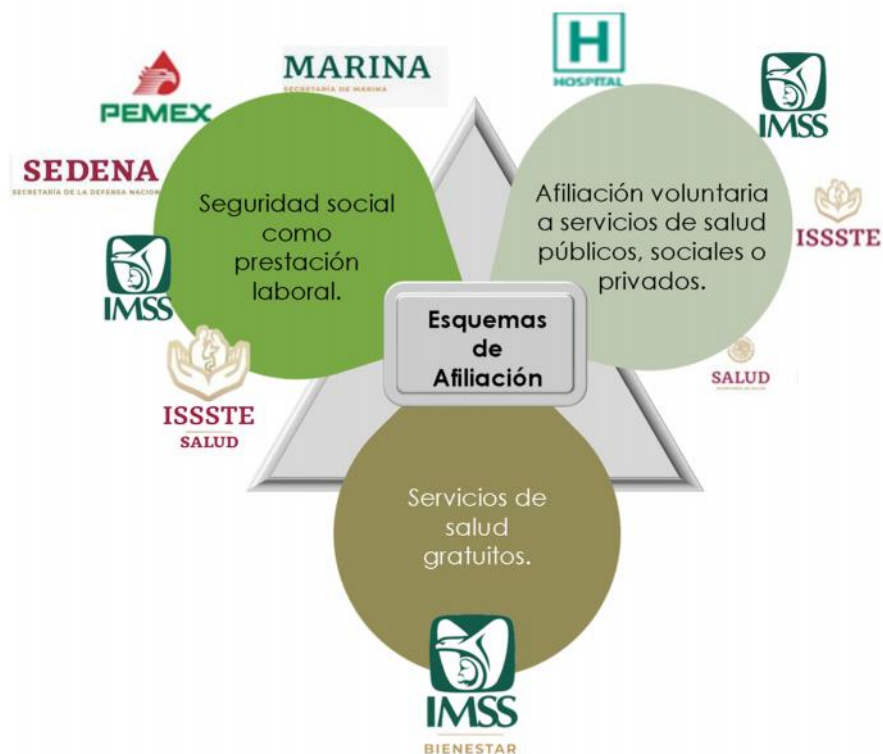 MARINA
SECRETARÍA DE MARINA
PEMEX
SEDENA
SECRETARÍA DE LA DEFENSA NACION
IMSS
ISSSTE
SALUD
Seguridad social
como
prestación
laboral.
H
HOSPITAL
IMSS
ISSSTE
SALUD
Afiliación voluntaria
a servicios de salud
públicos, sociales o
privados.
Esquemas
de
Afiliación
Servicios de
salud
gratuitos.
IMSS
BIENESTAR